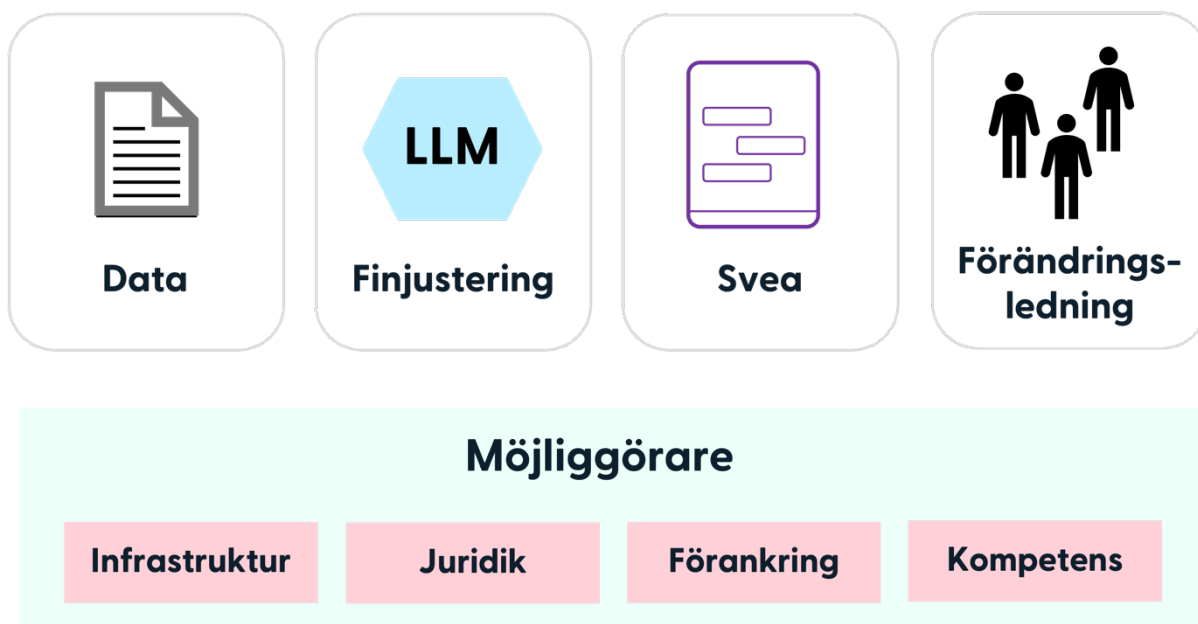 LLM
Data
Finjustering
Svea
Förändrings-
ledning
Möjliggörare
Infrastruktur
Juridik
Förankring
Kompetens